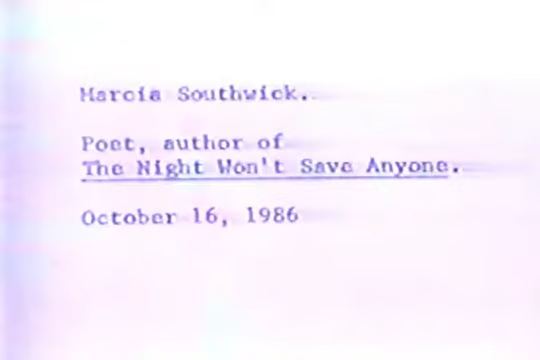 Marcia Southwick.
Poet, author of
The Night Won't Save Anyone.
October 16, 1986